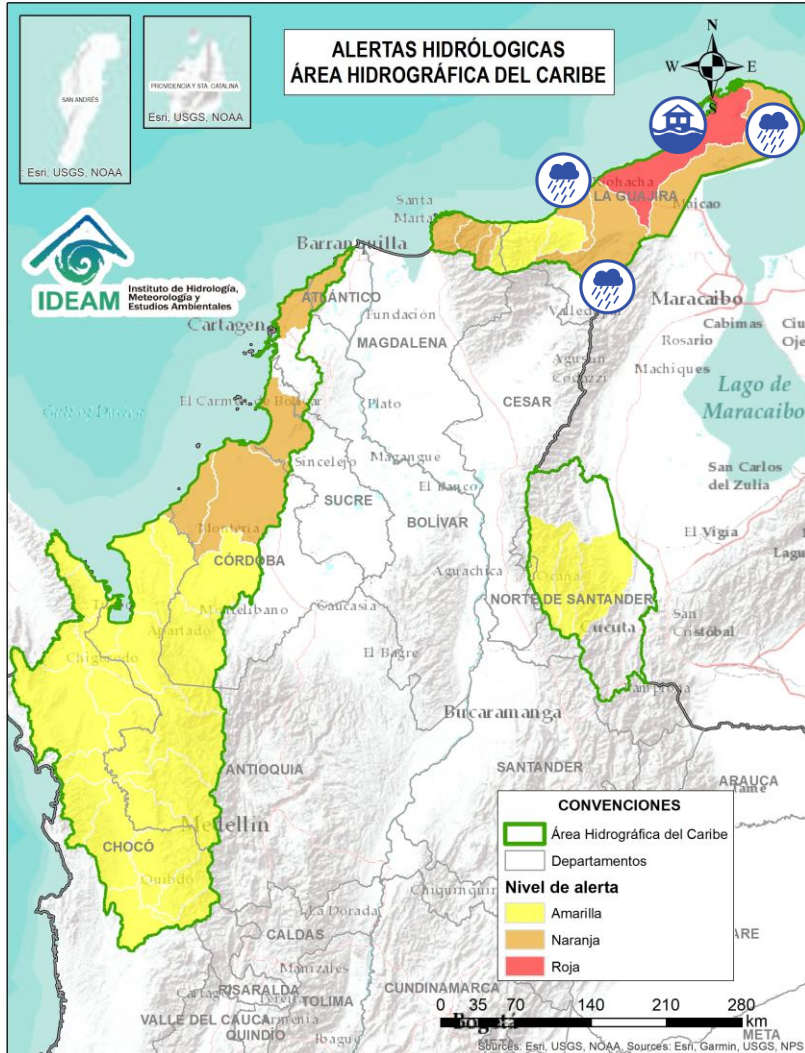 ALERTAS HIDRÓLOGICAS
ÁREA HIDROGRÁFICA DEL CARIBE
SAN ANDRÉS
: Esri, USGS, NOAA
PROVIDENCIA Y STA. CATALINA
Esri, USGS, NOAA
N
W
E
S
IDEAM
Instituto de Hidrología,
Meteorología y
Estudios Ambientales
Santa
Marta
LA GUAJIRA
Maicao
Barranquilla
ATLÁNTICO
Cartagen
Fundación
MAGDALENA
Maracaibo
Cabimas
Rosario
Machiques
CESAR
Lago de
Maracaibo
El Carmen de Bolívar
Plato
Sincelejo
Magangue
El Banco
SUCRE
BOLÍVAR
San Carlos
del Zulia
El Vigía
Montería
CÓRDOBA
Aguachica
Ocaña
NORTE DE SANTANDER
Montelibano
Caucasia
San
Cristóbal
Apartado
El Bagre
Chigorodo
Bucaramanga
ANTIOQUIA
SANTANDER
ARAUCA
Medellín
CHOCÓ
Quibdó
La Dorada
CALDAS
Manizales
RISARALDA
TOLIMA
CUNDINAMARCA
VALLE DEL CAUCA
Armenia
QUINDÍO
Ibague
META
META
CONVENCIONES
Área Hidrográfica del Caribe
Departamentos
Nivel de alerta
Amarilla
Naranja
Roja
0 35 70 140 210 280
km
Sources: Esri, USGS, NOAA, Sources: Esri, Garmin, USGS, NPS